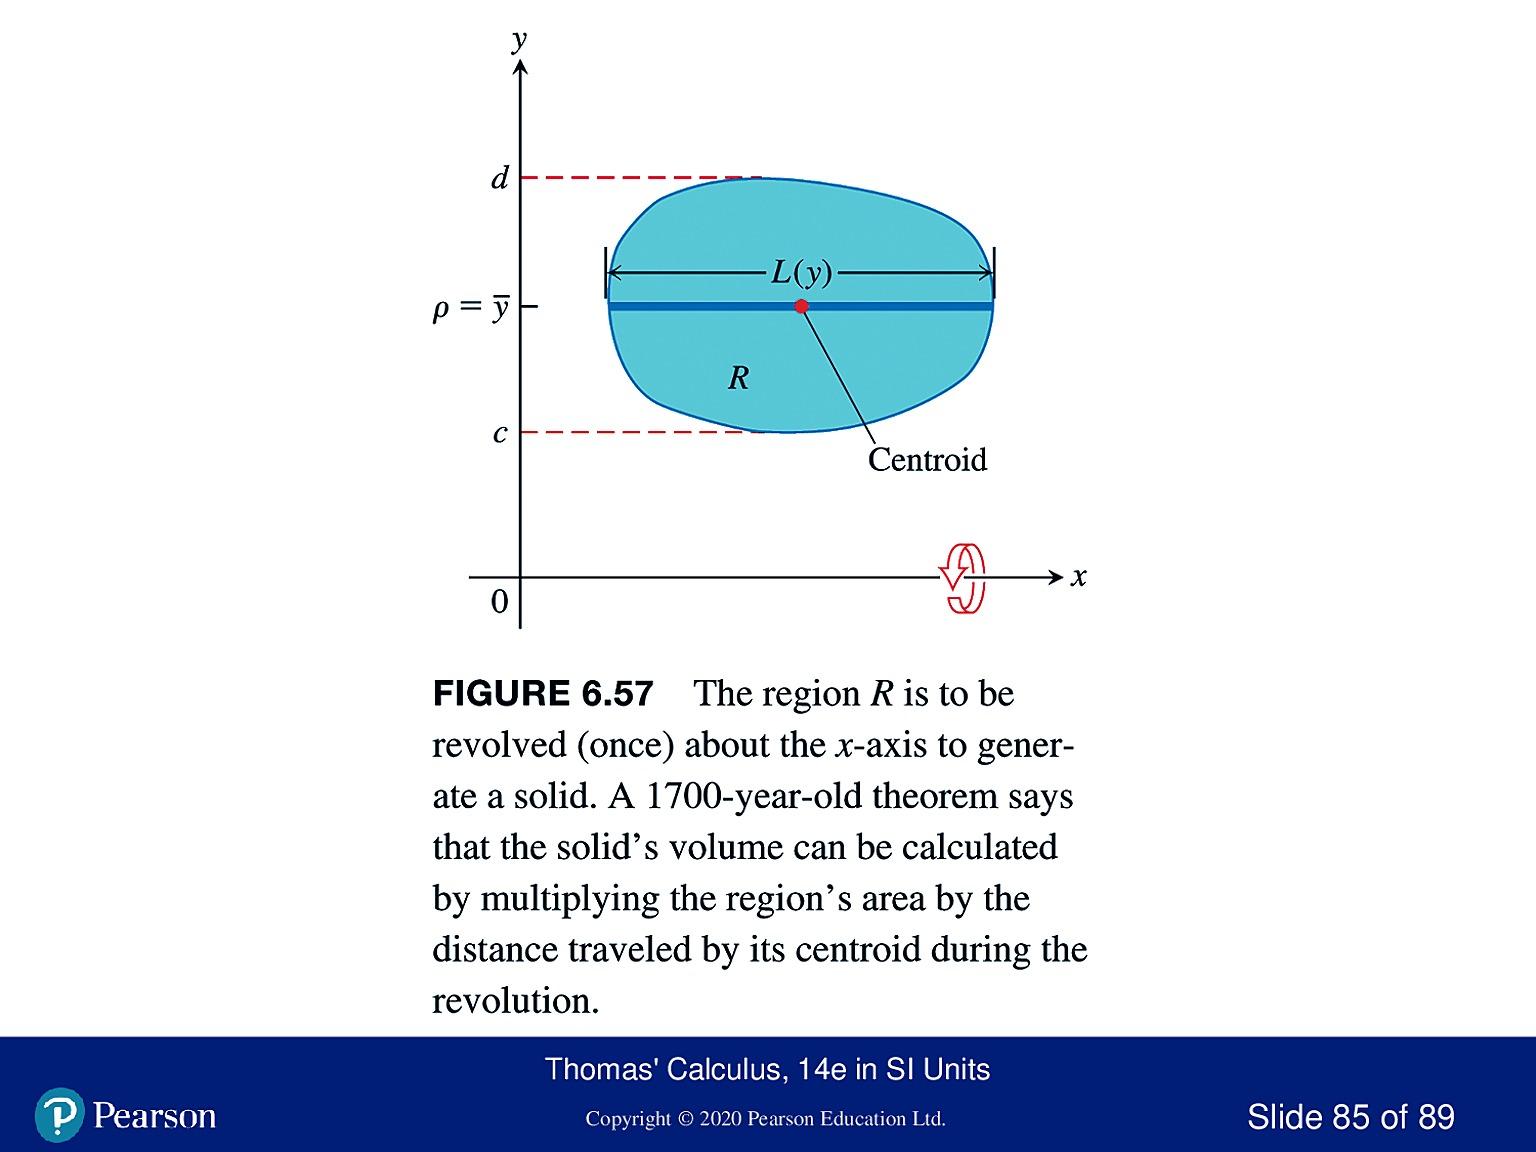 y
d
L(y)
ρ = y̅
R
c
Centroid
x
0
FIGURE 6.57 The region R is to be
revolved (once) about the x-axis to gener-
ate a solid. A 1700-year-old theorem says
that the solid's volume can be calculated
by multiplying the region's area by the
distance traveled by its centroid during the
revolution.
Thomas' Calculus, 14e in SI Units
P Pearson
Copyright © 2020 Pearson Education Ltd.
Slide 85 of 89